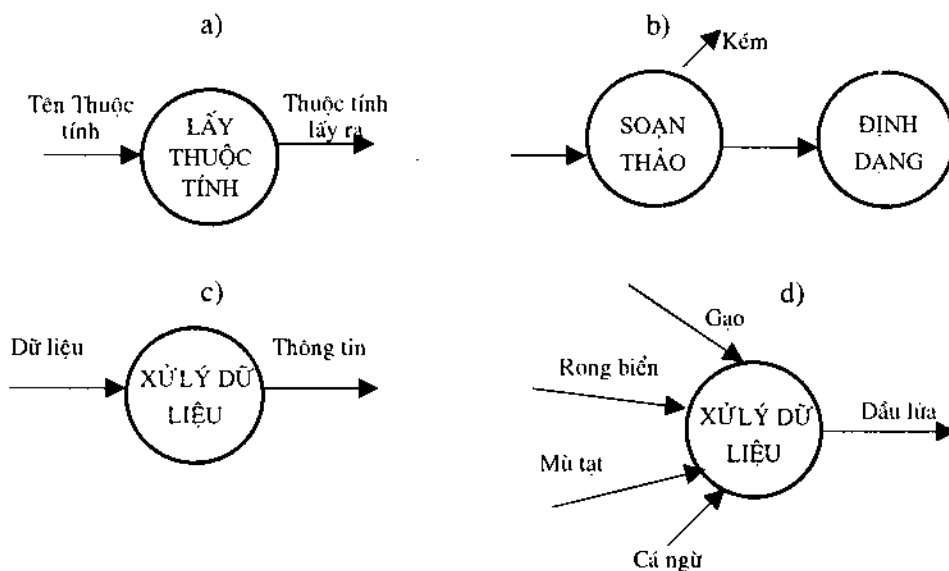 a)
Tên Thuộc
tính
LẤY
THUỘC
TÍNH
Thuộc tính
lấy ra
b)
Kém
SOẠN
THẢO
ĐỊNH
DẠNG
c)
Dữ liệu
XỬ LÝ DỮ
LIỆU
Thông tin
d)
Gạo
Rong biển
Mù tạt
Cá ngừ
XỬ LÝ DỮ
LIỆU
Dầu lửa